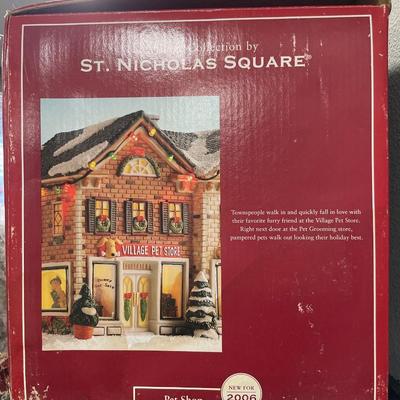 Collection by
ST. NICHOLAS SQUARE®
VILLAGE PET STORE
Townspeople walk in and quickly fall in love with
their favorite furry friend at the Village Pet Store.
Right next door at the Pet Grooming store,
pampered pets walk out looking their holiday best.
Pet Shop
NEW FOR
2006